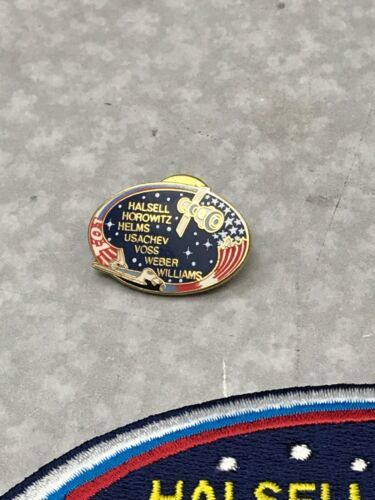 HALSELL
HOROWITZ
HELMS
USACHEV
VOSS
WEBER
WILLIAMS
101
HALSELL